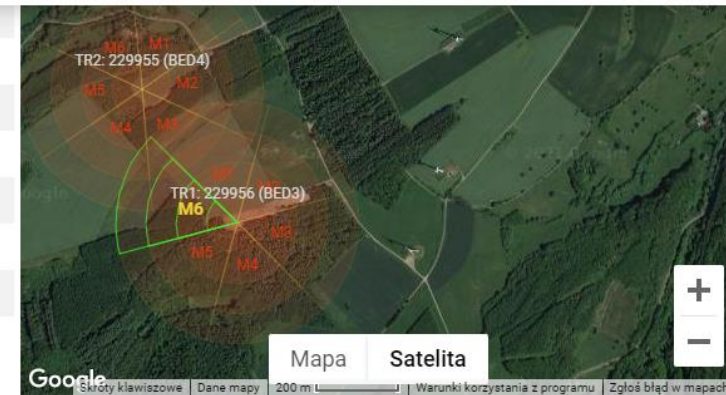 M6 M1
TR2: 229955 (BED4)
M5 M2
M4 M3
TR1: 229956 (BED3)
M6
M3
M5
M4
Mapa Satelita
+
−
Google
Skróty klawiszowe Dane mapy 200 m Warunki korzystania z programu Zgłoś błąd w mapach